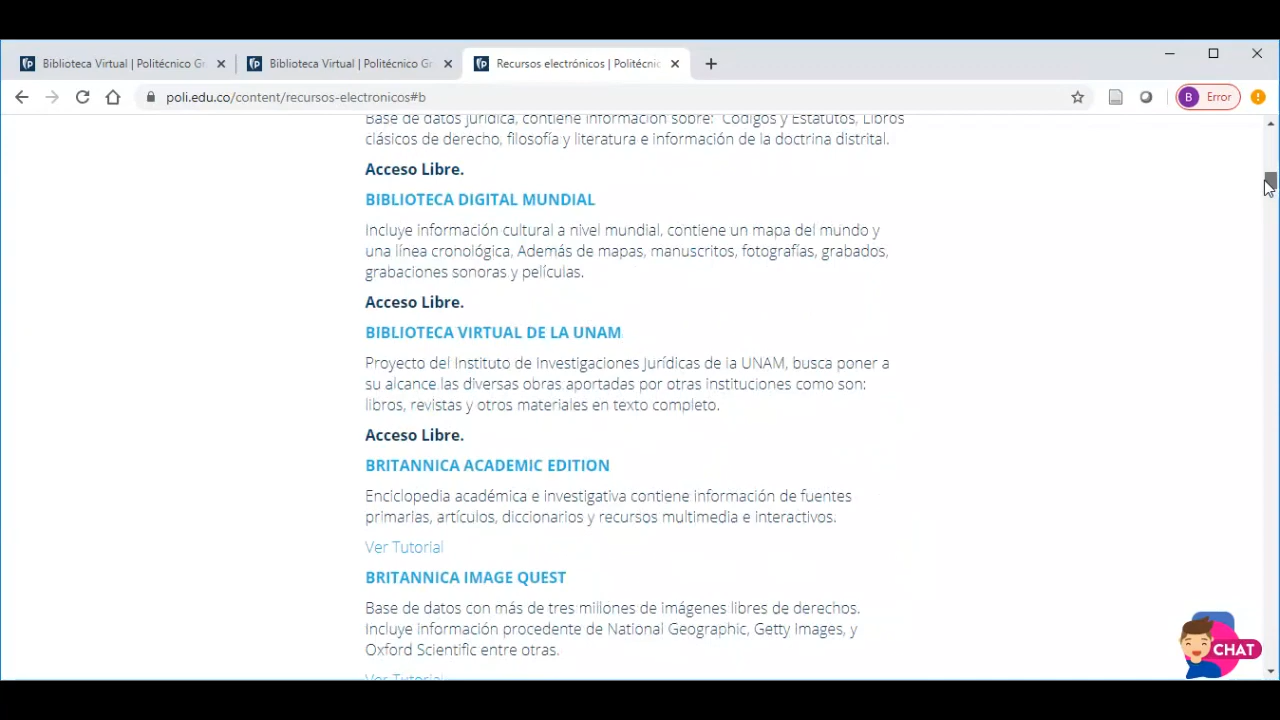 Biblioteca Virtual | Politécnico Gr
Biblioteca Virtual | Politécnico Gr
Recursos electrónicos | Politécnic
poli.edu.co/content/recursos-electronicos#b
B Error
Base de datos jurídica, contiene información sobre: Códigos y Estatutos, Libros
clásicos de derecho, filosofía y literatura e información de la doctrina distrital.
Acceso Libre.
BIBLIOTECA DIGITAL MUNDIAL
Incluye información cultural a nivel mundial, contiene un mapa del mundo y
una línea cronológica, Además de mapas, manuscritos, fotografías, grabados,
grabaciones sonoras y películas.
Acceso Libre.
BIBLIOTECA VIRTUAL DE LA UNAM
Proyecto del Instituto de Investigaciones Jurídicas de la UNAM, busca poner a
su alcance las diversas obras aportadas por otras instituciones como son:
libros, revistas y otros materiales en texto completo.
Acceso Libre.
BRITANNICA ACADEMIC EDITION
Enciclopedia académica e investigativa contiene información de fuentes
primarias, artículos, diccionarios y recursos multimedia e interactivos.
Ver Tutorial
BRITANNICA IMAGE QUEST
Base de datos con más de tres millones de imágenes libres de derechos.
Incluye información procedente de National Geographic, Getty Images, y
Oxford Scientific entre otras.
Ver Tutorial
CHAT